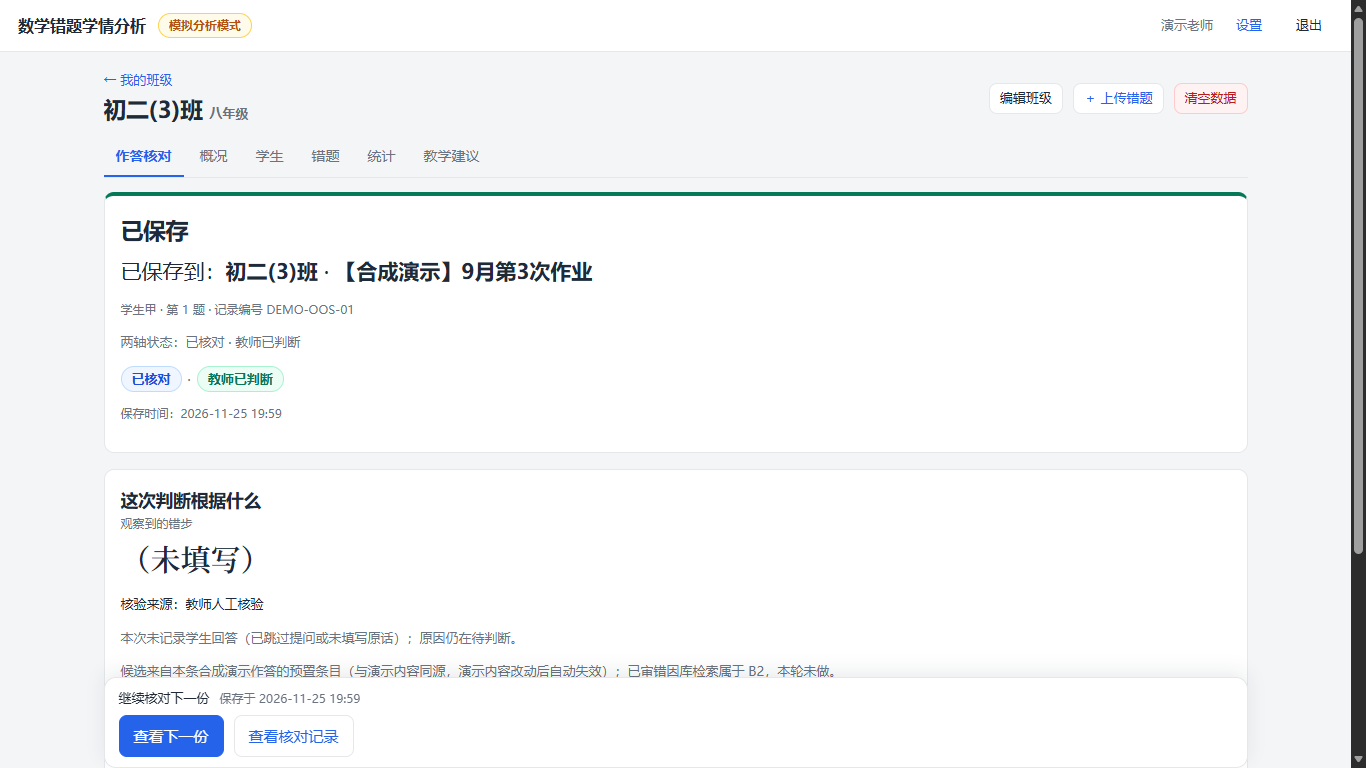 数学错题学情分析 模拟分析模式 演示老师 设置 退出
← 我的班级
初二(3)班 八年级
编辑班级 + 上传错题 清空数据
作答核对 概况 学生 错题 统计 教学建议
已保存
已保存到：初二(3)班 · 【合成演示】9月第3次作业
学生甲 · 第 1 题 · 记录编号 DEMO-OOS-01
两轴状态：已核对 · 教师已判断
已核对 · 教师已判断
保存时间：2026-11-25 19:59
这次判断根据什么
观察到的错步
（未填写）
核验来源：教师人工核验
本次未记录学生回答（已跳过提问或未填写原话）；原因仍在待判断。
候选来自本条合成演示作答的预置条目（与演示内容同源，演示内容改动后自动失效）；已审错因库检索属于 B2，本轮未做。
继续核对下一份 保存于 2026-11-25 19:59
查看下一份 查看核对记录